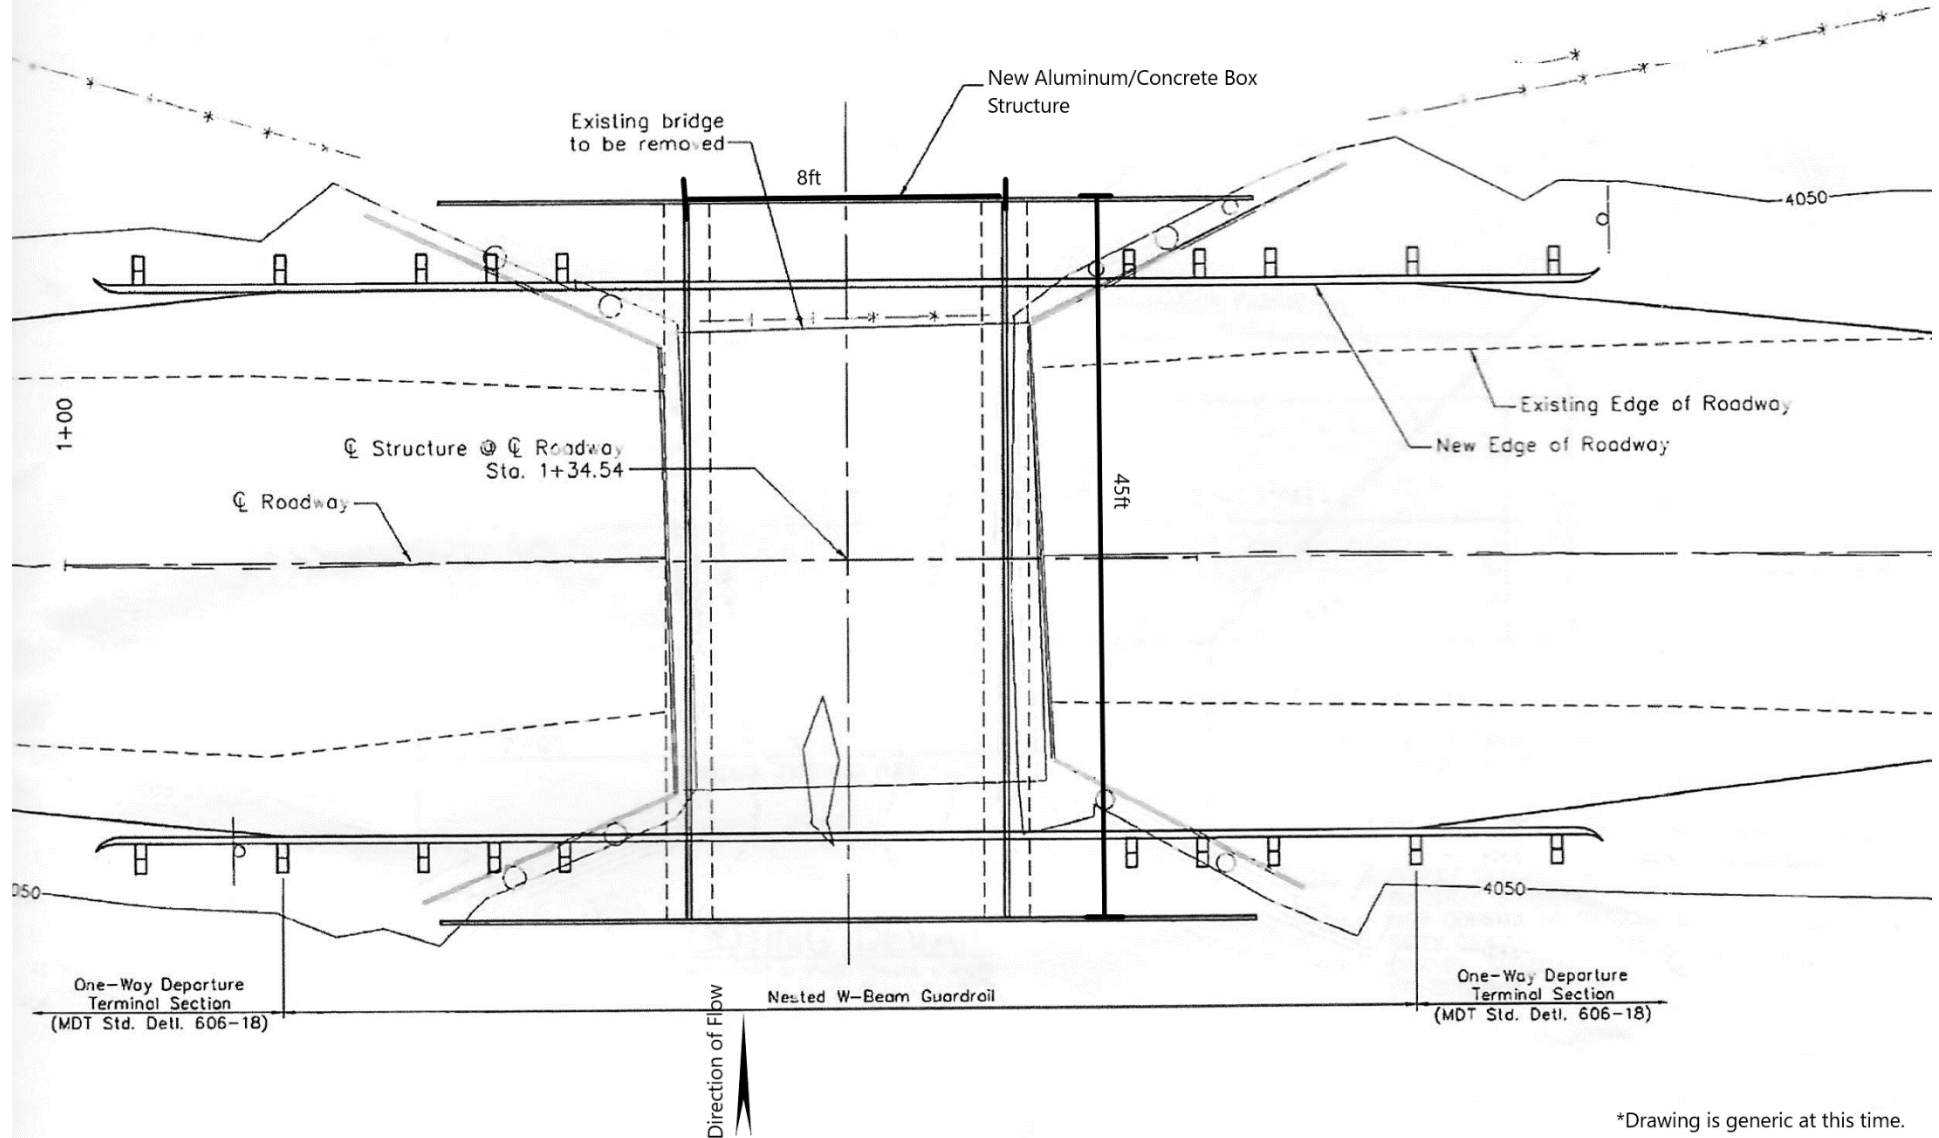 New Aluminum/Concrete Box
Structure
Existing bridge
to be removed
8ft
4050
1+00
Existing Edge of Roadway
New Edge of Roadway
℄ Structure @ ℄ Roadway
Sta. 1+34.54
℄ Roadway
45ft
050
4050
One-Way Departure
Terminal Section
(MDT Std. Detl. 606-18)
Nested W-Beam Guardrail
One-Way Departure
Terminal Section
(MDT Std. Detl. 606-18)
Direction of Flow
*Drawing is generic at this time.